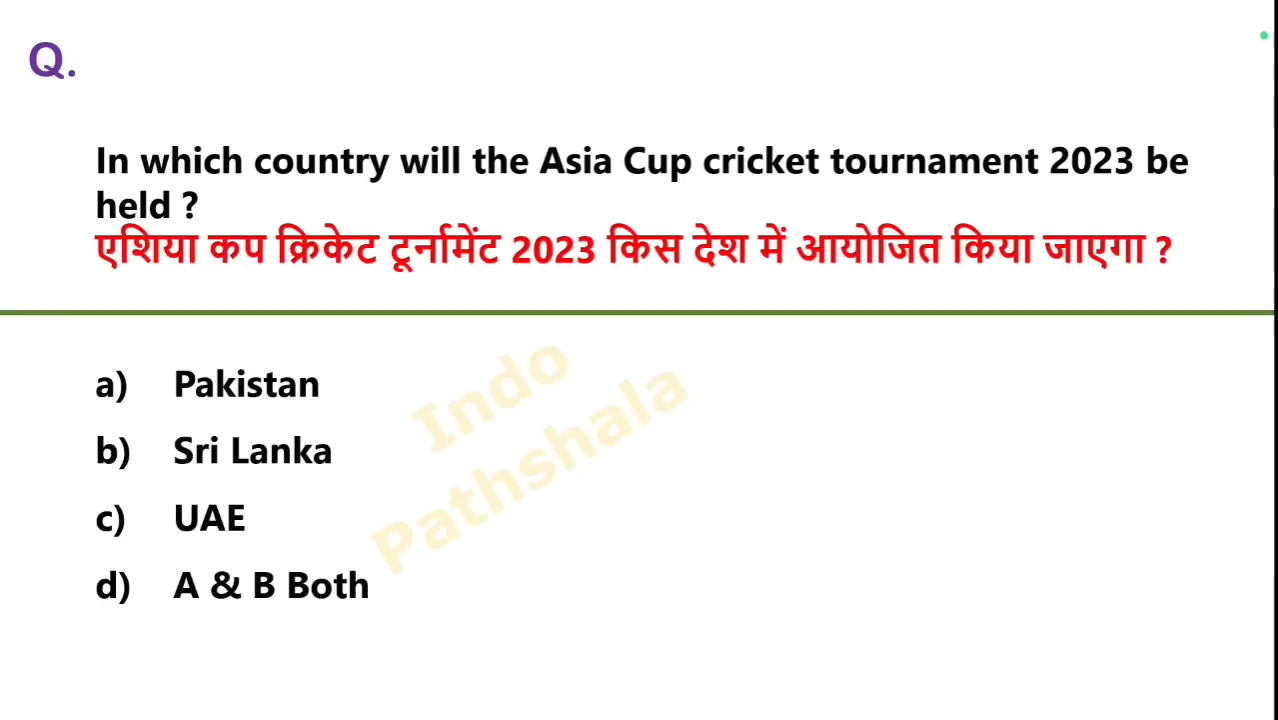 Q.
In which country will the Asia Cup cricket tournament 2023 be
held ?
एशिया कप क्रिकेट टूर्नामेंट 2023 किस देश में आयोजित किया जाएगा ?
a) Pakistan
b) Sri Lanka
c) UAE
d) A & B Both
Indo
Pathshala